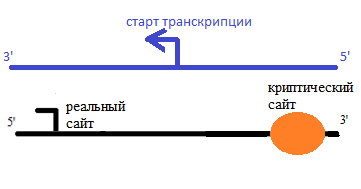 старт транскрипции
3' 5'
реальный сайт
криптический сайт
5' 3'